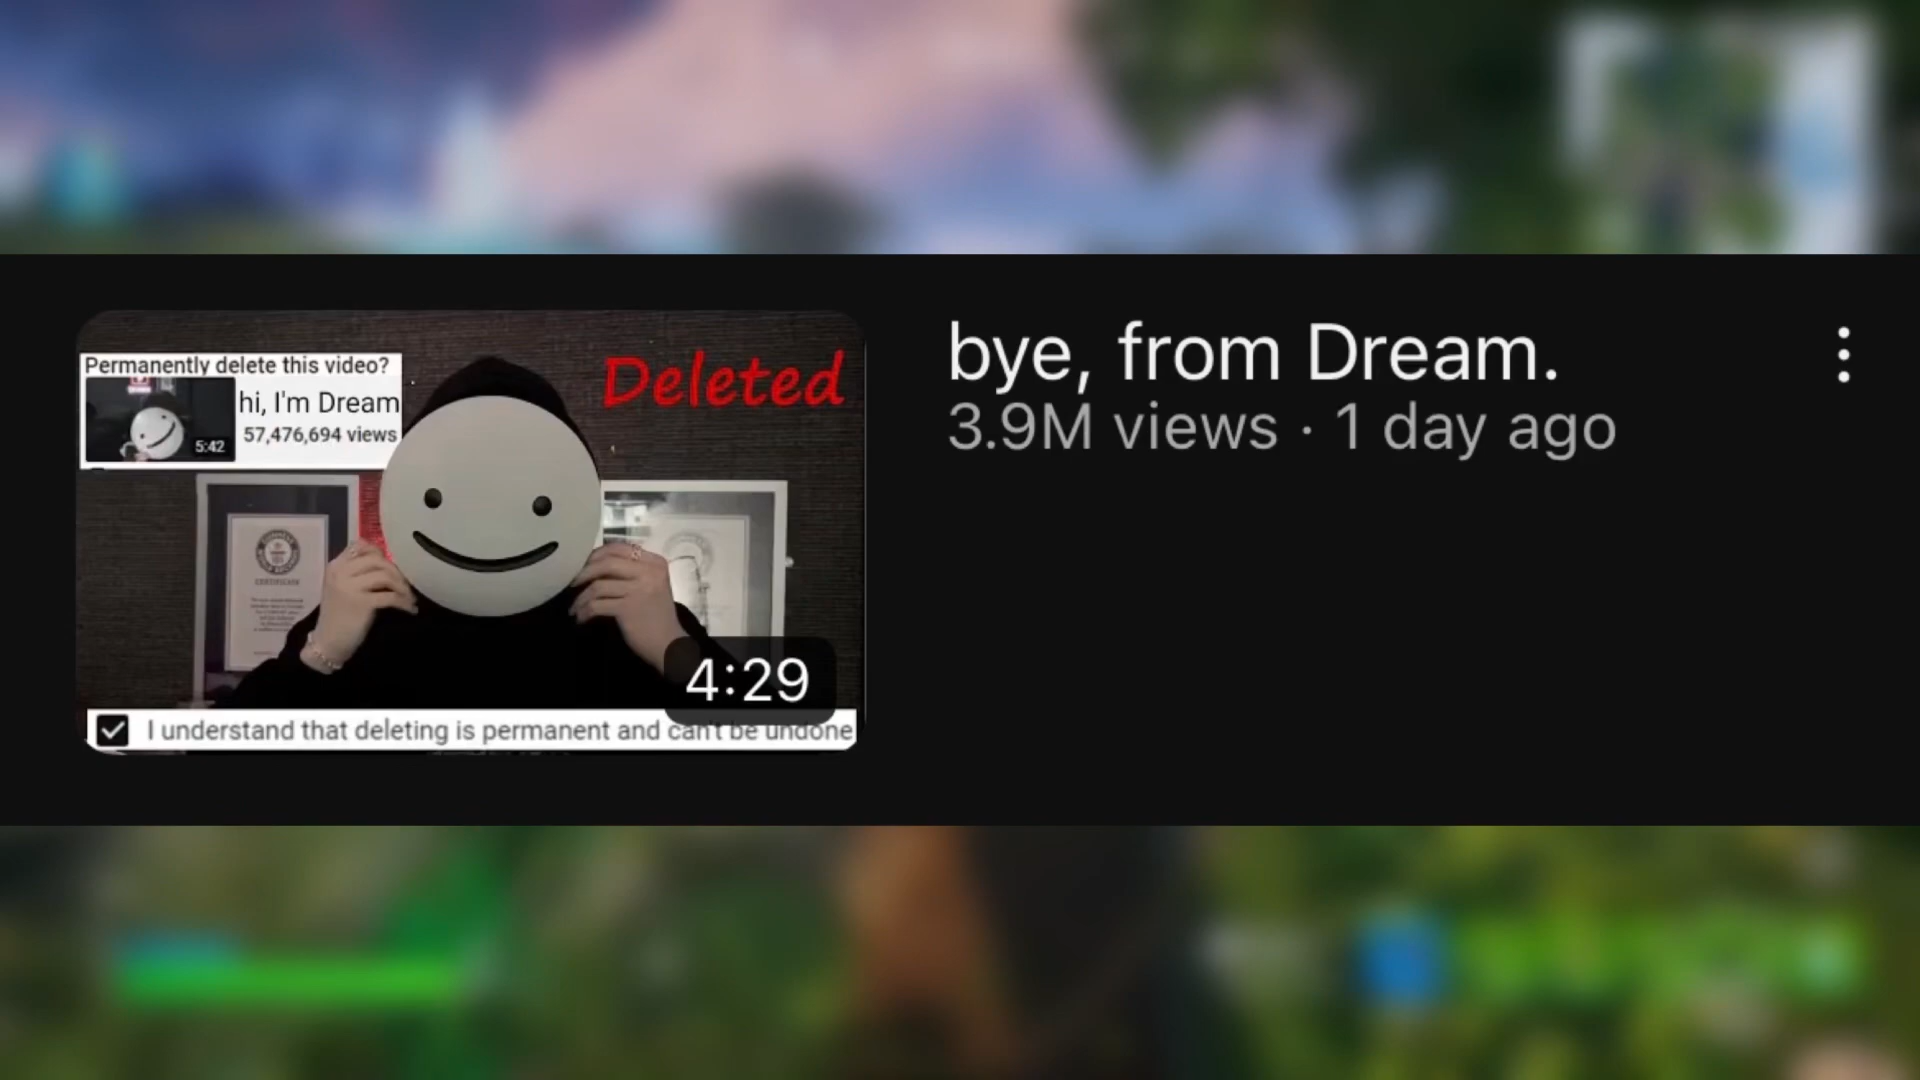 Permanently delete this video?
hi, I'm Dream
57,476,694 views
5:42
Deleted
CERTIFICATE
4:29
I understand that deleting is permanent and can't be undone
bye, from Dream.
3.9M views · 1 day ago